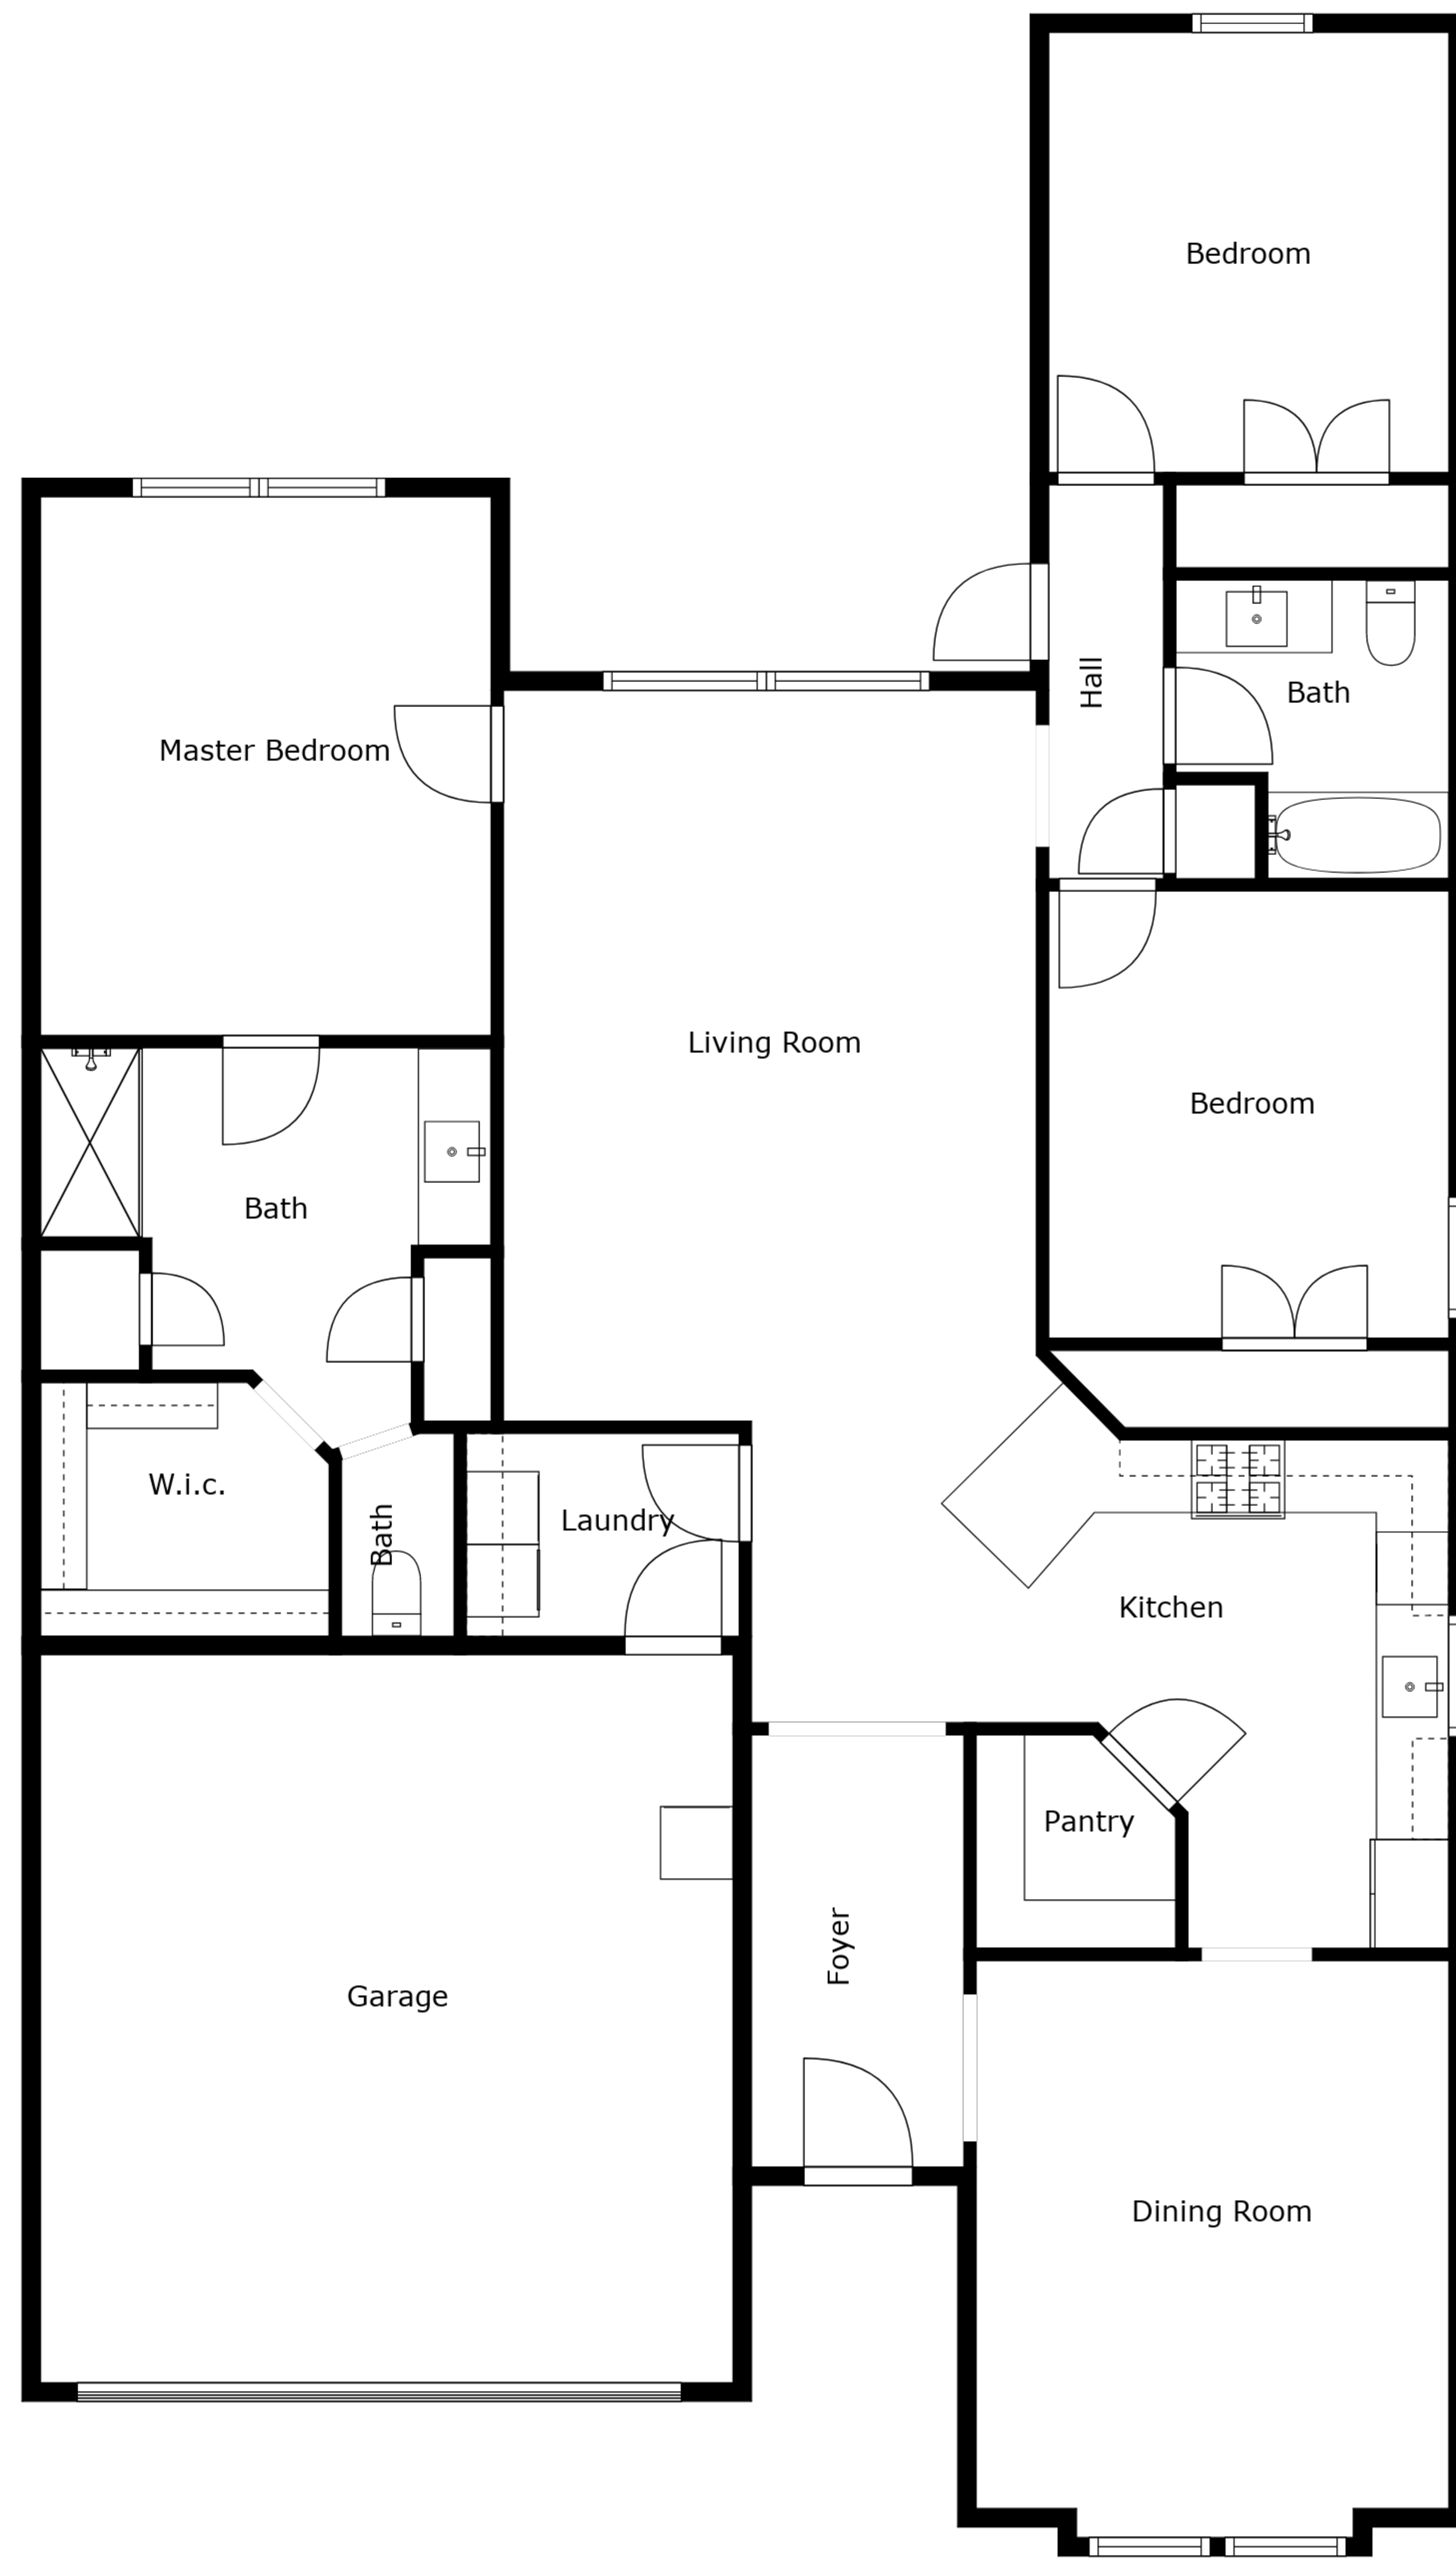 Bedroom
Hall
Bath
Master Bedroom
Living Room
Bedroom
Bath
W.i.c.
Bath
Laundry
Kitchen
Pantry
Foyer
Garage
Dining Room